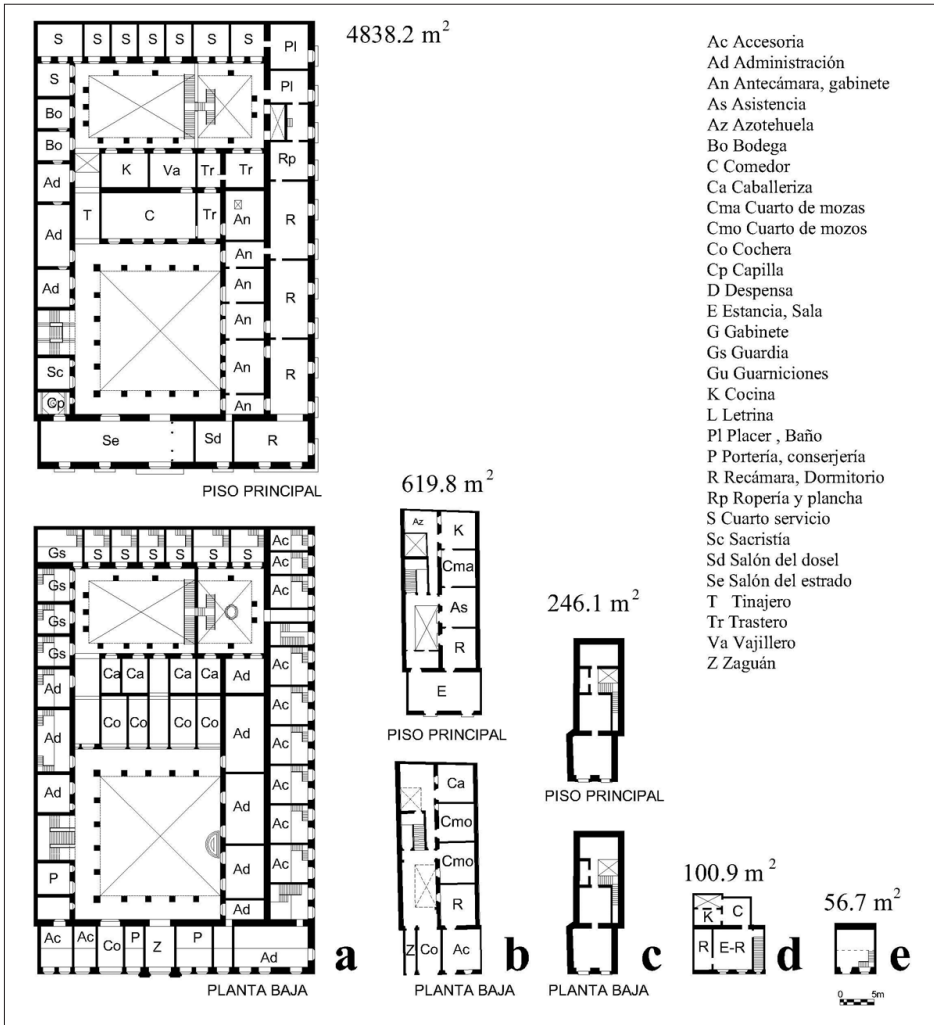 4838.2 m²
S S S S S S S Pl
S Pl
Bo
Bo K Va Tr Tr Rp
Ad
Ad T C Tr An R
An
Ad An R
An
Sc An R
Cp An
Se Sd R
PISO PRINCIPAL
Ac Accesoria
Ad Administración
An Antecámara, gabinete
As Asistencia
Az Azotehuela
Bo Bodega
C Comedor
Ca Caballeriza
Cma Cuarto de mozas
Cmo Cuarto de mozos
Co Cochera
Cp Capilla
D Despensa
E Estancia, Sala
G Gabinete
Gs Guardia
Gu Guarniciones
K Cocina
L Letrina
Pl Placer , Baño
P Portería, conserjería
R Recámara, Dormitorio
Rp Ropería y plancha
S Cuarto servicio
Sc Sacristía
Sd Salón del dosel
Se Salón del estrado
T Tinajero
Tr Trastero
Va Vajillero
Z Zaguán
Gs S S S S S S Ac
Ac
Gs Ac
Gs
Gs Ac
Ad Ca Ca Ca Ca Ad Ac
Ad Co Co Co Co Ad Ac
Ac
Ad Ad Ac
Ac
P Ad Ac
Ad
Ac Ac Co P Z P Ad
PLANTA BAJA
a
619.8 m²
Az K
Cma
As
R
E
PISO PRINCIPAL
Ca
Cmo
Cmo
R
Z Co Ac
PLANTA BAJA
b
246.1 m²
PISO PRINCIPAL
PLANTA BAJA
c
100.9 m²
K C
R E-R
d
56.7 m²
e
0 5m